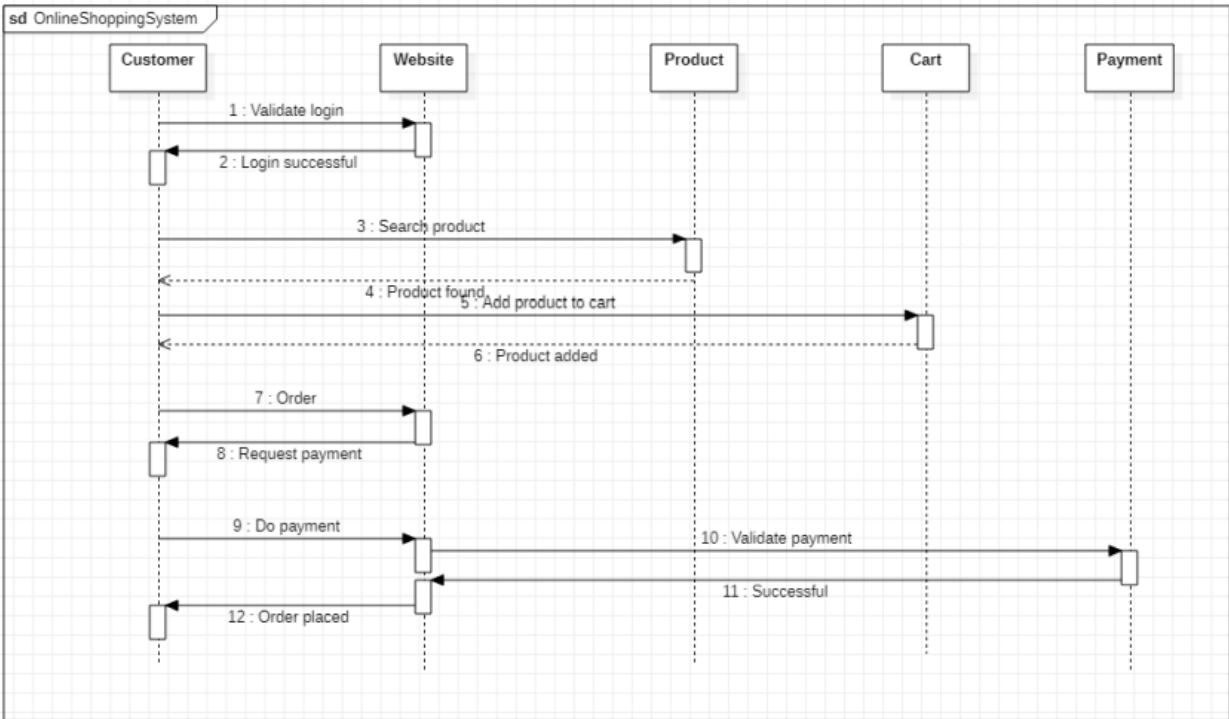 sd OnlineShoppingSystem
Customer
Website
Product
Cart
Payment
1 : Validate login
2 : Login successful
3 : Search product
4 : Product found
5 : Add product to cart
6 : Product added
7 : Order
8 : Request payment
9 : Do payment
10 : Validate payment
11 : Successful
12 : Order placed